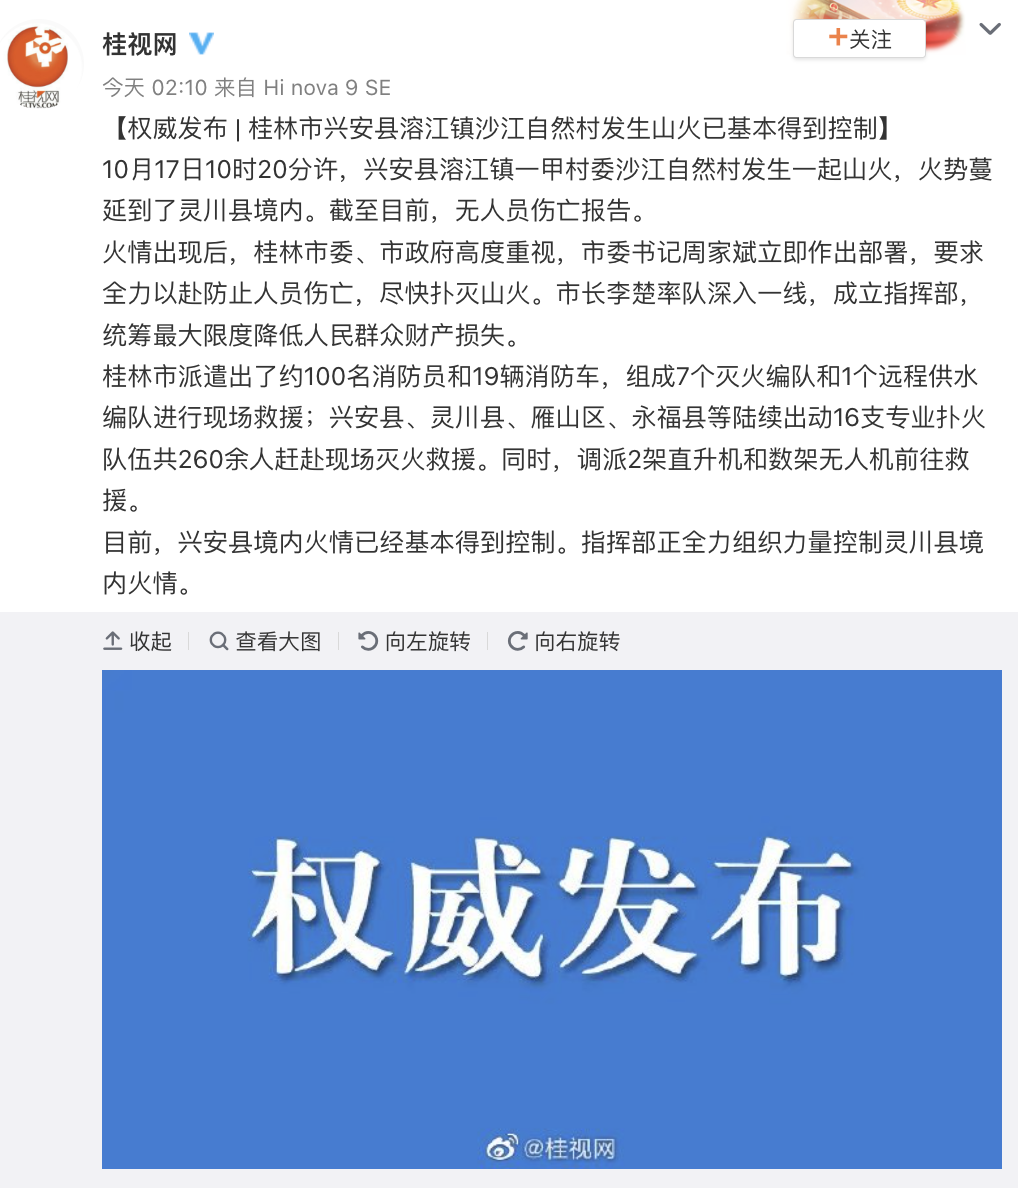 桂视网
+关注
桂视网
今天 02:10 来自 Hi nova 9 SE
【权威发布 | 桂林市兴安县溶江镇沙江自然村发生山火已基本得到控制】
10月17日10时20分许，兴安县溶江镇一甲村委沙江自然村发生一起山火，火势蔓
延到了灵川县境内。截至目前，无人员伤亡报告。
火情出现后，桂林市委、市政府高度重视，市委书记周家斌立即作出部署，要求
全力以赴防止人员伤亡，尽快扑灭山火。市长李楚率队深入一线，成立指挥部，
统筹最大限度降低人民群众财产损失。
桂林市派遣出了约100名消防员和19辆消防车，组成7个灭火编队和1个远程供水
编队进行现场救援；兴安县、灵川县、雁山区、永福县等陆续出动16支专业扑火
队伍共260余人赶赴现场灭火救援。同时，调派2架直升机和数架无人机前往救
援。
目前，兴安县境内火情已经基本得到控制。指挥部正全力组织力量控制灵川县境
内火情。
收起 查看大图 向左旋转 向右旋转
权威发布
@桂视网